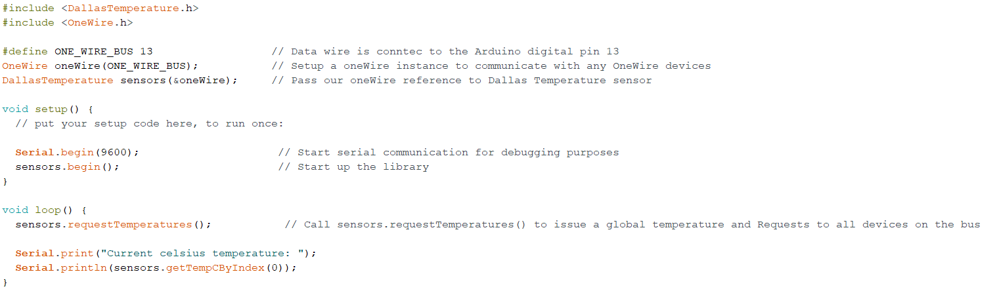 #include <DallasTemperature.h>
#include <OneWire.h>
#define ONE_WIRE_BUS 13 // Data wire is conntec to the Arduino digital pin 13
OneWire oneWire(ONE_WIRE_BUS); // Setup a oneWire instance to communicate with any OneWire devices
DallasTemperature sensors(&oneWire); // Pass our oneWire reference to Dallas Temperature sensor
void setup() {
// put your setup code here, to run once:
Serial.begin(9600); // Start serial communication for debugging purposes
sensors.begin(); // Start up the library
}
void loop() {
sensors.requestTemperatures(); // Call sensors.requestTemperatures() to issue a global temperature and Requests to all devices on the bus
Serial.print("Current celsius temperature: ");
Serial.println(sensors.getTempCByIndex(0));
}